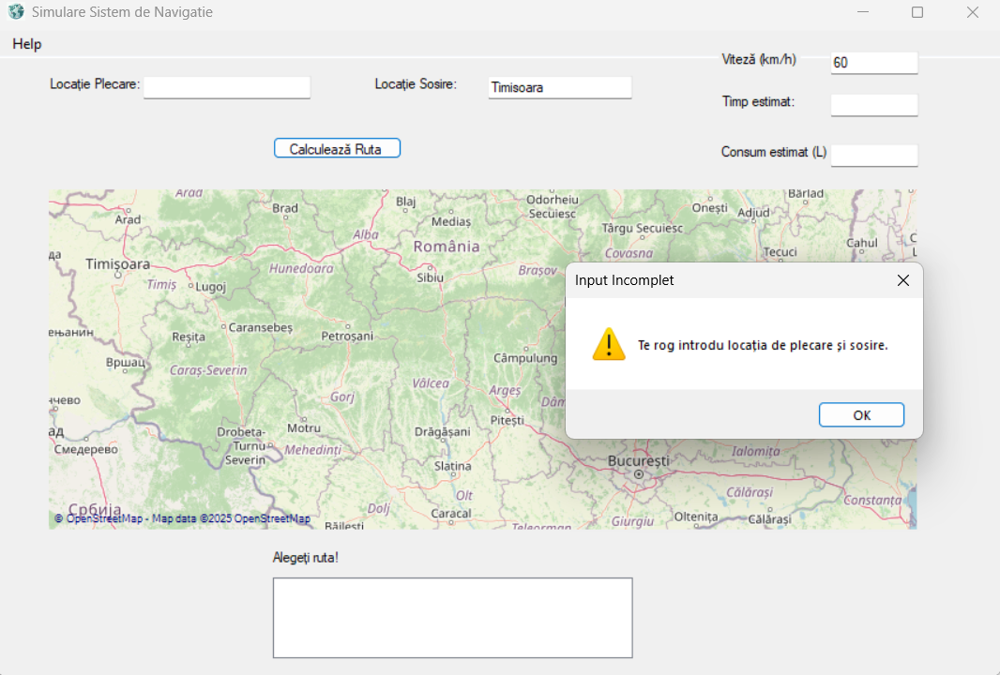 Simulare Sistem de Navigatie
Help
Locație Plecare:
Locație Sosire:
Timisoara
Viteză (km/h)
60
Timp estimat:
Consum estimat (L)
Calculează Ruta
Arad
Arad
Brad
Blaj
Mediaș
Odorheiu
Secuiesc
Târgu Secuiesc
Onești
Adjud
Bârlad
Alba
România
Covasna
Tecuci
Cahul
Timișoara
Timiș
Lugoj
Hunedoara
Sibiu
Brașov
Reșița
Caransebeș
Petroșani
Câmpulung
Вршац
Caraș-Severin
Vâlcea
Argeș
Gorj
Pitești
Смедерево
Drobeta-
Turnu
Severin
Motru
Mehedinți
Drăgășani
Slatina
București
Ialomița
Olt
Călărași
Constanța
Србија
Dolj
Caracal
Giurgiu
Oltenița
Călărași
Băilești
Teleorman
© OpenStreetMap - Map data ©2025 OpenStreetMap
Input Incomplet
Te rog introdu locația de plecare și sosire.
OK
Alegeți ruta!